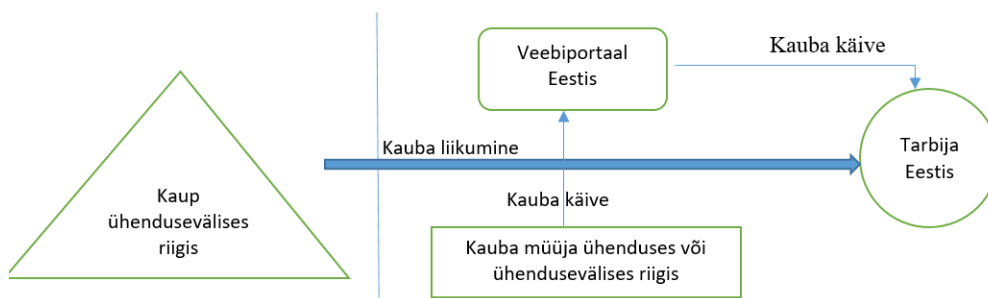 Veebiportaal
Eestis
Kauba käive
Kauba liikumine
Tarbija
Eestis
Kaup
ühendusevälises
riigis
Kauba käive
Kauba müüja ühenduses või
ühendusevälises riigis